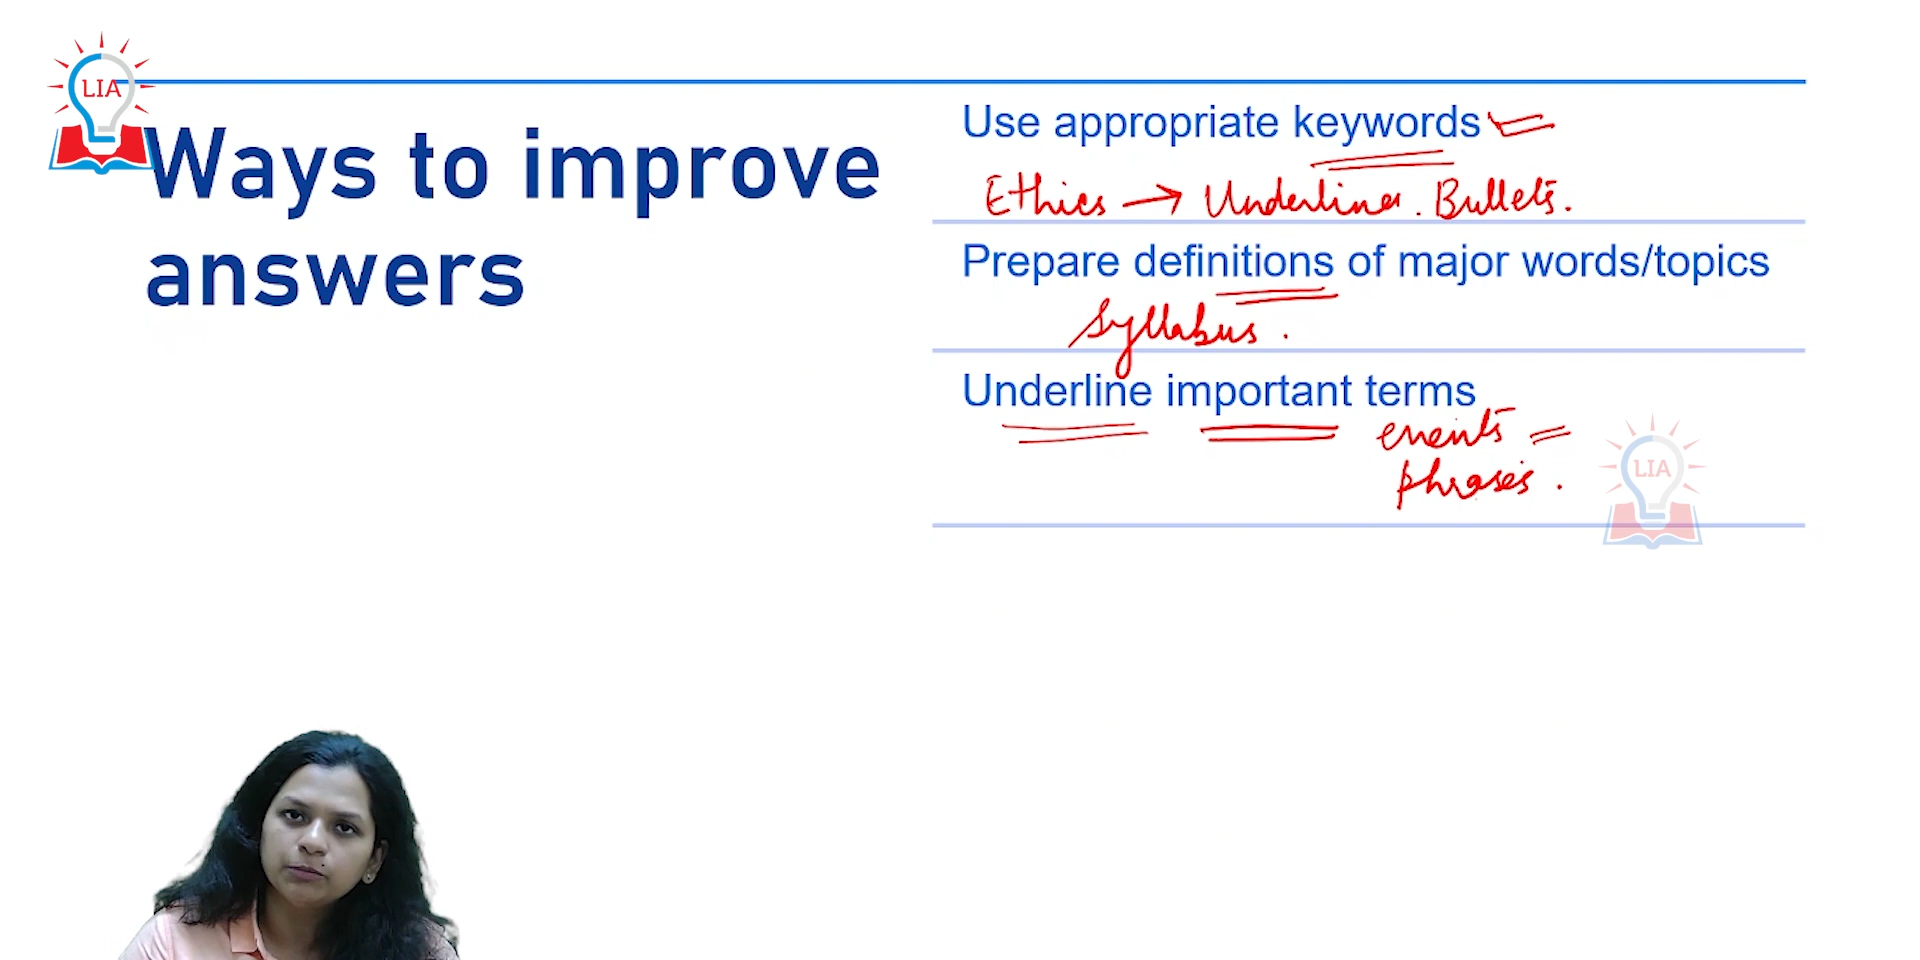 LIA
Ways to improve
answers
Use appropriate keywords
Ethics → Underline. Bullets.
Prepare definitions of major words/topics
Syllabus.
Underline important terms
events =
phrases.
LIA